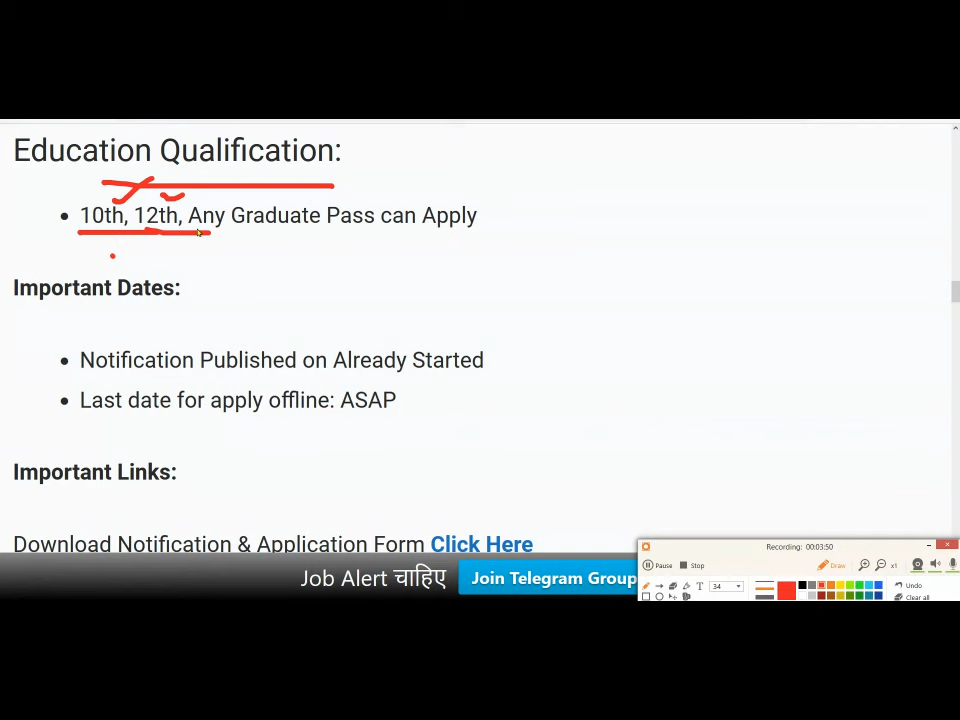 Education Qualification:
10th, 12th, Any Graduate Pass can Apply
Important Dates:
Notification Published on Already Started
Last date for apply offline: ASAP
Important Links:
Download Notification & Application Form Click Here
Job Alert चाहिए Join Telegram Group
Recording: 00:03:50
Pause Stop Draw x1
T 34 Undo
Clear all